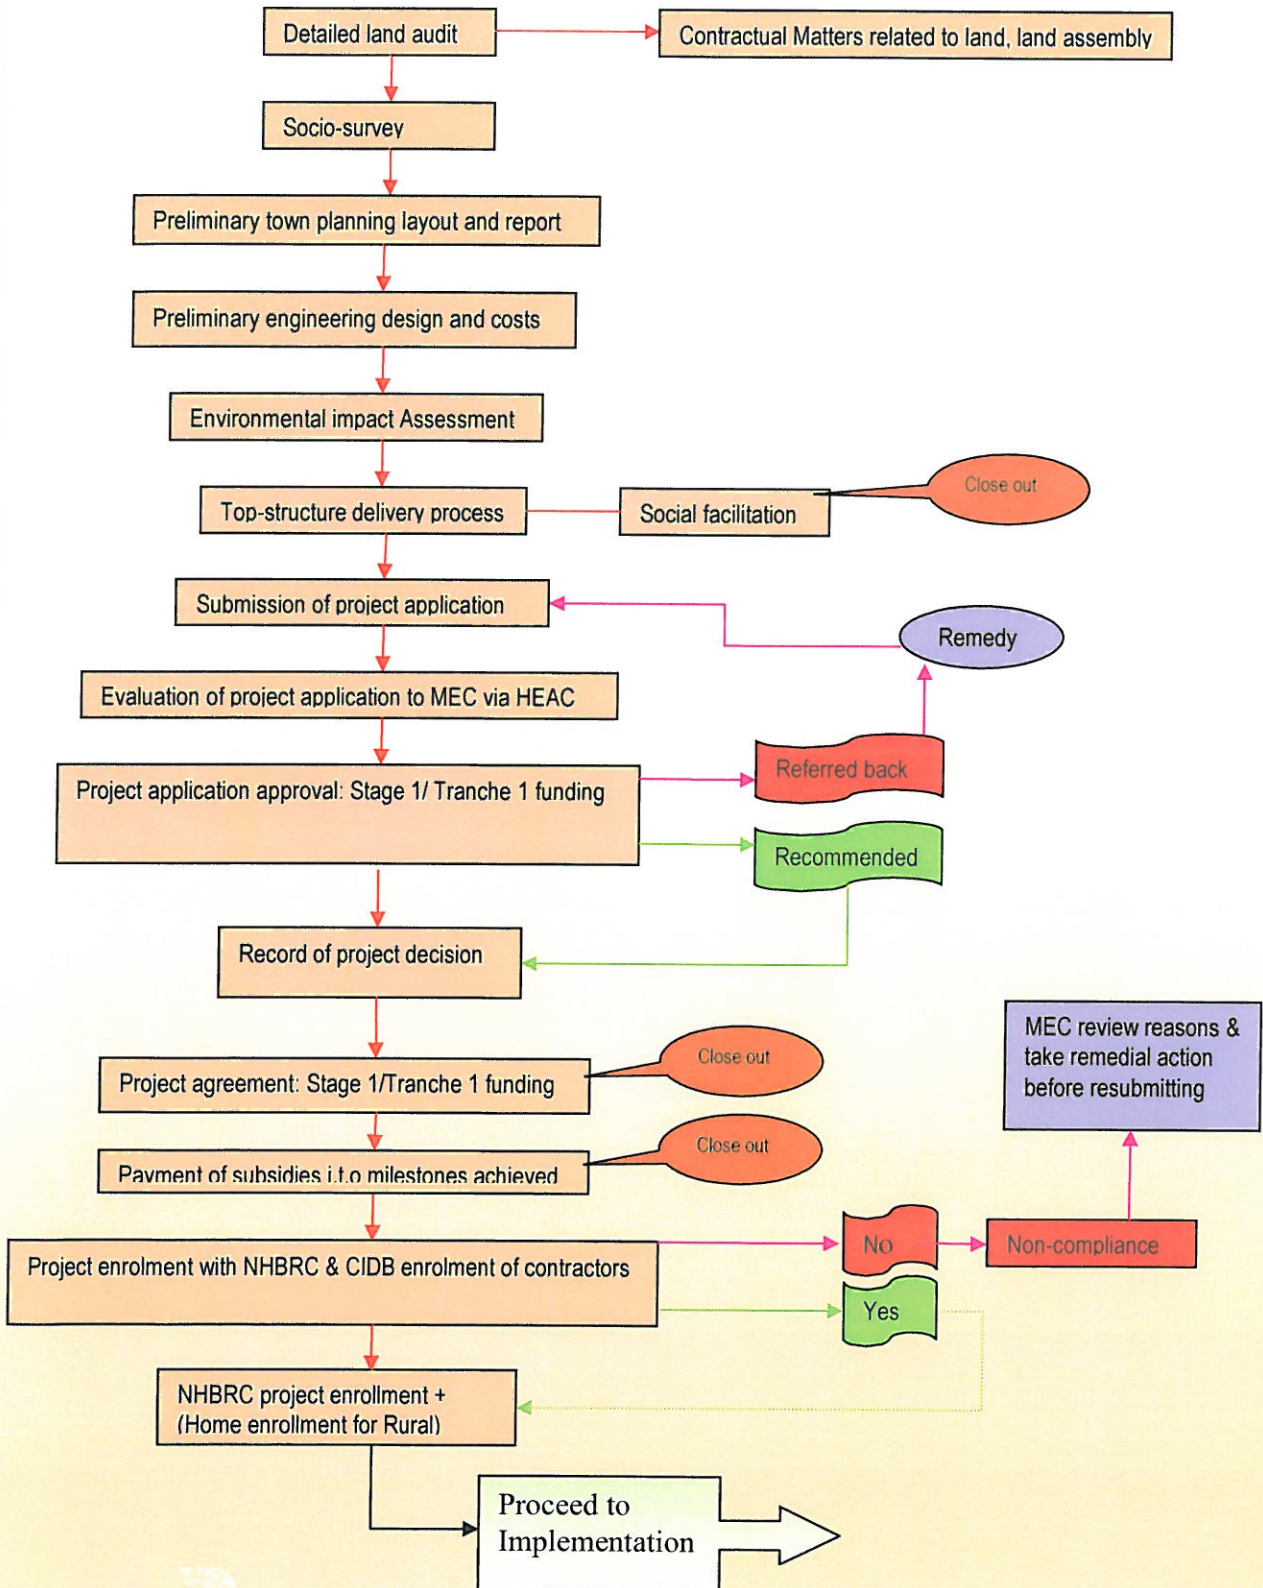 Detailed land audit
Contractual Matters related to land, land assembly
Socio-survey
Preliminary town planning layout and report
Preliminary engineering design and costs
Environmental impact Assessment
Top-structure delivery process
Social facilitation
Close out
Submission of project application
Remedy
Evaluation of project application to MEC via HEAC
Project application approval: Stage 1/ Tranche 1 funding
Referred back
Recommended
Record of project decision
MEC review reasons &
take remedial action
before resubmitting
Project agreement: Stage 1/Tranche 1 funding
Close out
Payment of subsidies i.t.o milestones achieved
Close out
Project enrolment with NHBRC & CIDB enrolment of contractors
No
Non-compliance
Yes
NHBRC project enrollment +
(Home enrollment for Rural)
Proceed to
Implementation